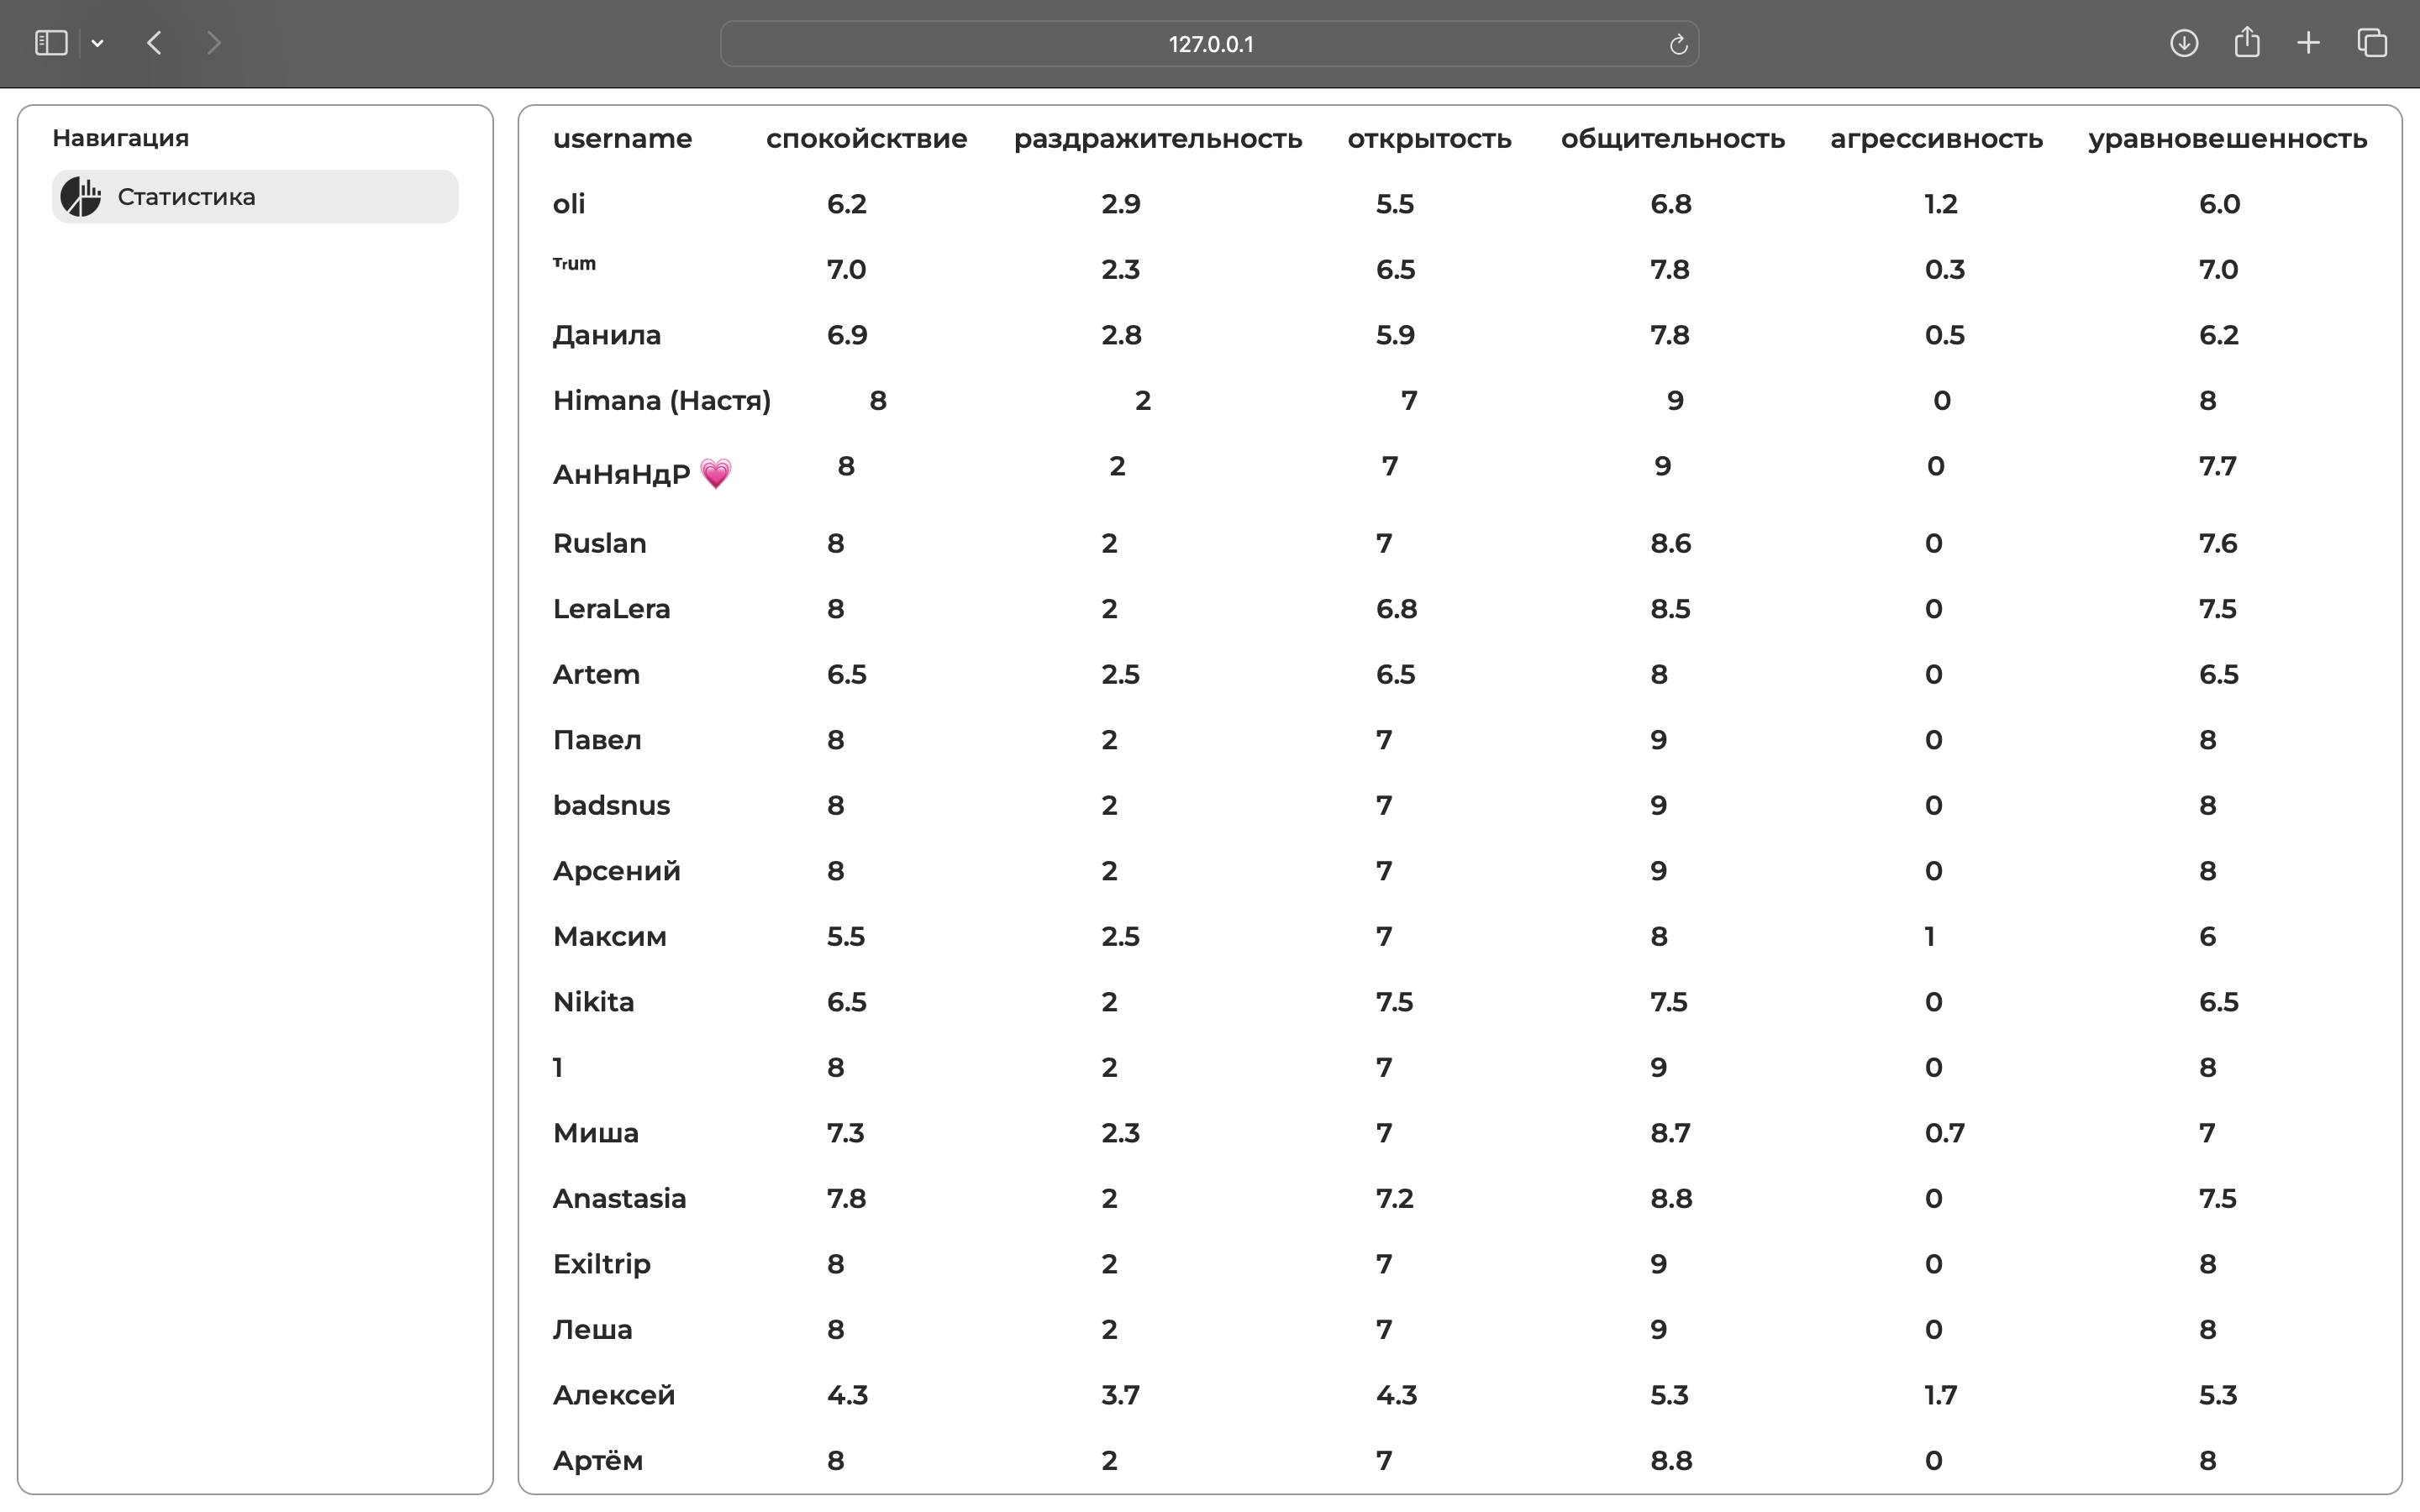 127.0.0.1
Навигация
Статистика
username спокойсктвие раздражительность открытость общительность агрессивность уравновешенность
oli 6.2 2.9 5.5 6.8 1.2 6.0
ᵀᵣᵘᵐ 7.0 2.3 6.5 7.8 0.3 7.0
Данила 6.9 2.8 5.9 7.8 0.5 6.2
Himana (Настя) 8 2 7 9 0 8
АнНяНдР 💗 8 2 7 9 0 7.7
Ruslan 8 2 7 8.6 0 7.6
LeraLera 8 2 6.8 8.5 0 7.5
Artem 6.5 2.5 6.5 8 0 6.5
Павел 8 2 7 9 0 8
badsnus 8 2 7 9 0 8
Арсений 8 2 7 9 0 8
Максим 5.5 2.5 7 8 1 6
Nikita 6.5 2 7.5 7.5 0 6.5
1 8 2 7 9 0 8
Миша 7.3 2.3 7 8.7 0.7 7
Anastasia 7.8 2 7.2 8.8 0 7.5
Exiltrip 8 2 7 9 0 8
Леша 8 2 7 9 0 8
Алексей 4.3 3.7 4.3 5.3 1.7 5.3
Артём 8 2 7 8.8 0 8